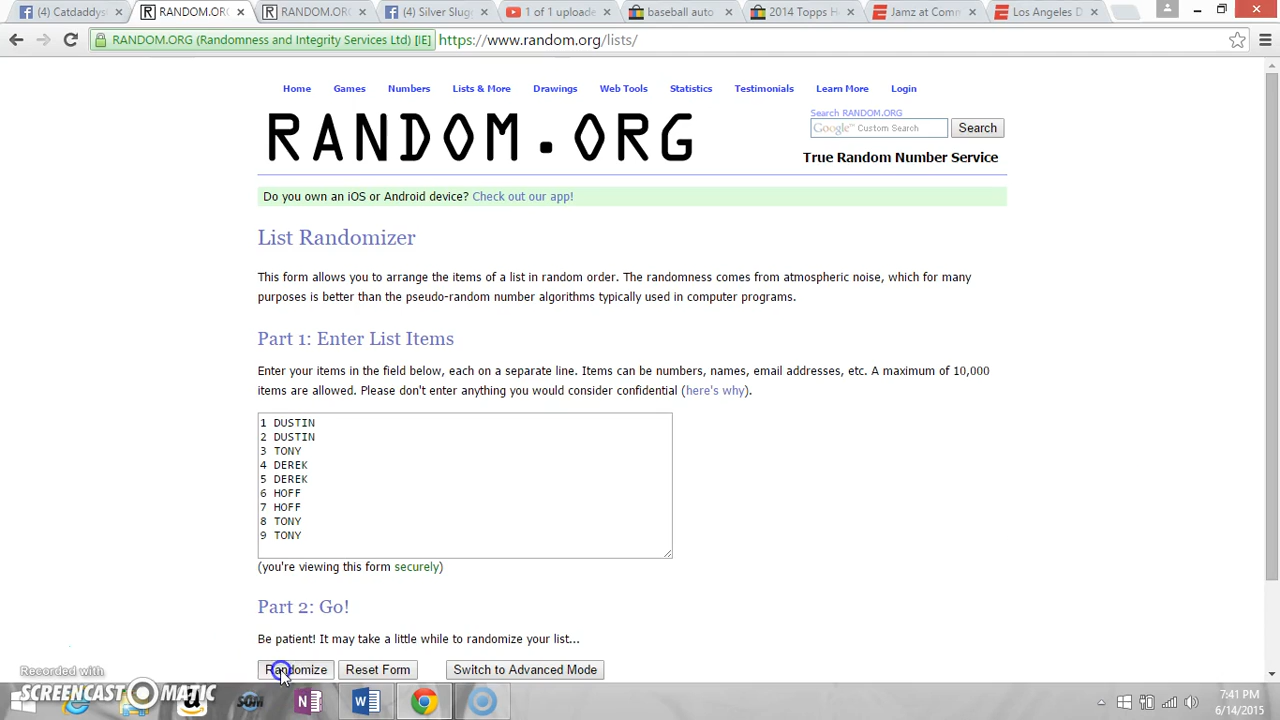 (4) Catdaddys
RANDOM.OR
RANDOM.OR
(4) Silver Slug
1 of 1 uploade
baseball auto
2014 Topps H
Jamz at Comm
Los Angeles D
RANDOM.ORG (Randomness and Integrity Services Ltd) [IE]
https://www.random.org/lists/
Home Games Numbers Lists & More Drawings Web Tools Statistics Testimonials Learn More Login
Search RANDOM.ORG
Google™ Custom Search
Search
RANDOM.ORG
True Random Number Service
Do you own an iOS or Android device? Check out our app!
List Randomizer
This form allows you to arrange the items of a list in random order. The randomness comes from atmospheric noise, which for many
purposes is better than the pseudo-random number algorithms typically used in computer programs.
Part 1: Enter List Items
Enter your items in the field below, each on a separate line. Items can be numbers, names, email addresses, etc. A maximum of 10,000
items are allowed. Please don't enter anything you would consider confidential (here's why).
1 DUSTIN
2 DUSTIN
3 TONY
4 DEREK
5 DEREK
6 HOFF
7 HOFF
8 TONY
9 TONY
(you're viewing this form securely)
Part 2: Go!
Be patient! It may take a little while to randomize your list...
Randomize Reset Form Switch to Advanced Mode
Recorded with
SCREENCAST MATIC
7:41 PM
6/14/2015